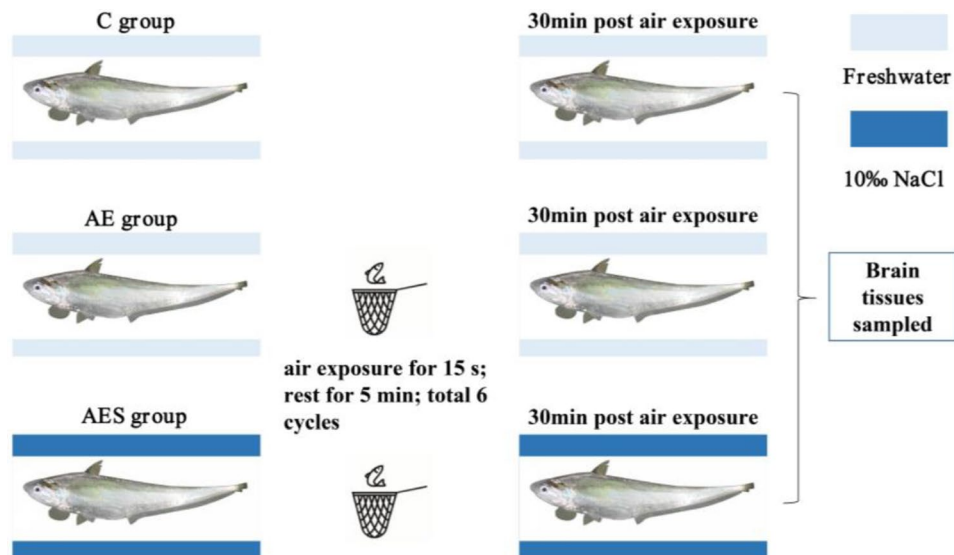 C group
30min post air exposure
Freshwater
10‰ NaCl
AE group
30min post air exposure
Brain
tissues
sampled
air exposure for 15 s;
rest for 5 min; total 6
cycles
AES group
30min post air exposure